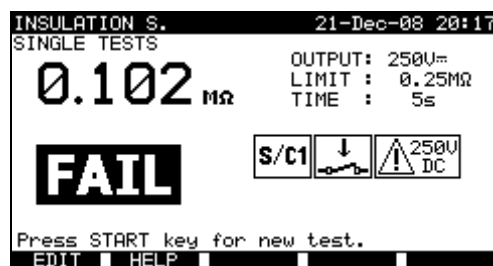 INSULATION S. 21-Dec-08 20:17
SINGLE TESTS
0.102 MΩ
OUTPUT: 250V⎓
LIMIT : 0.25MΩ
TIME : 5s
FAIL
S/C1
250V
DC
Press START key for new test.
EDIT HELP